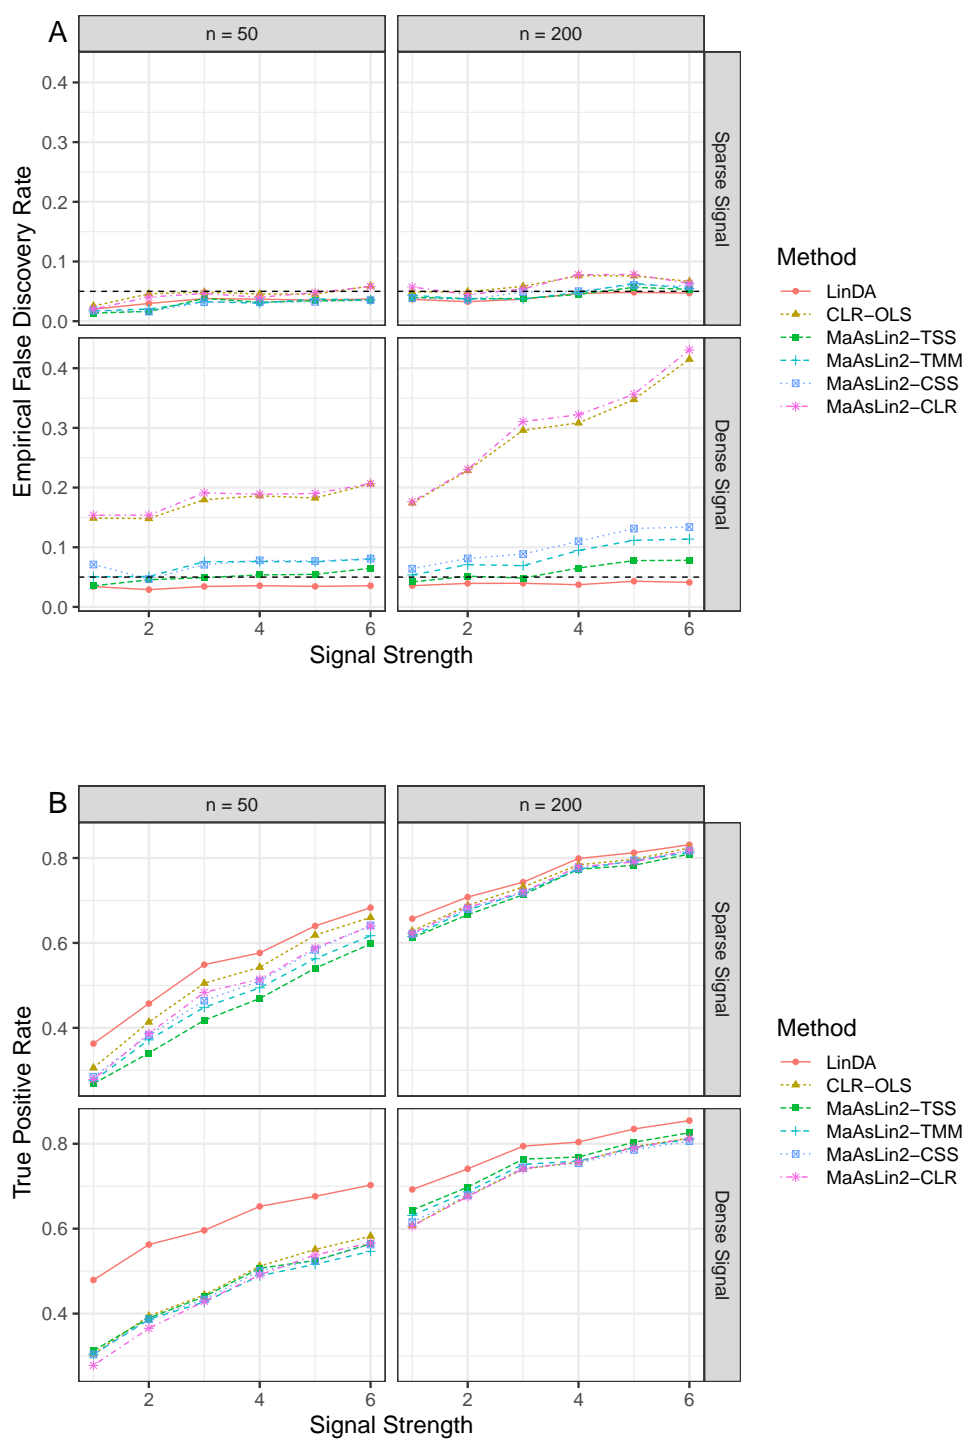 A
n = 50
n = 200
Empirical False Discovery Rate
0.4
0.3
0.2
0.1
0.0
Sparse Signal
0.4
0.3
0.2
0.1
0.0
Dense Signal
2
4
6
2
4
6
Signal Strength
Method
LinDA
CLR−OLS
MaAsLin2−TSS
MaAsLin2−TMM
MaAsLin2−CSS
MaAsLin2−CLR
B
n = 50
n = 200
True Positive Rate
0.8
0.6
0.4
Sparse Signal
0.8
0.6
0.4
Dense Signal
2
4
6
2
4
6
Signal Strength
Method
LinDA
CLR−OLS
MaAsLin2−TSS
MaAsLin2−TMM
MaAsLin2−CSS
MaAsLin2−CLR